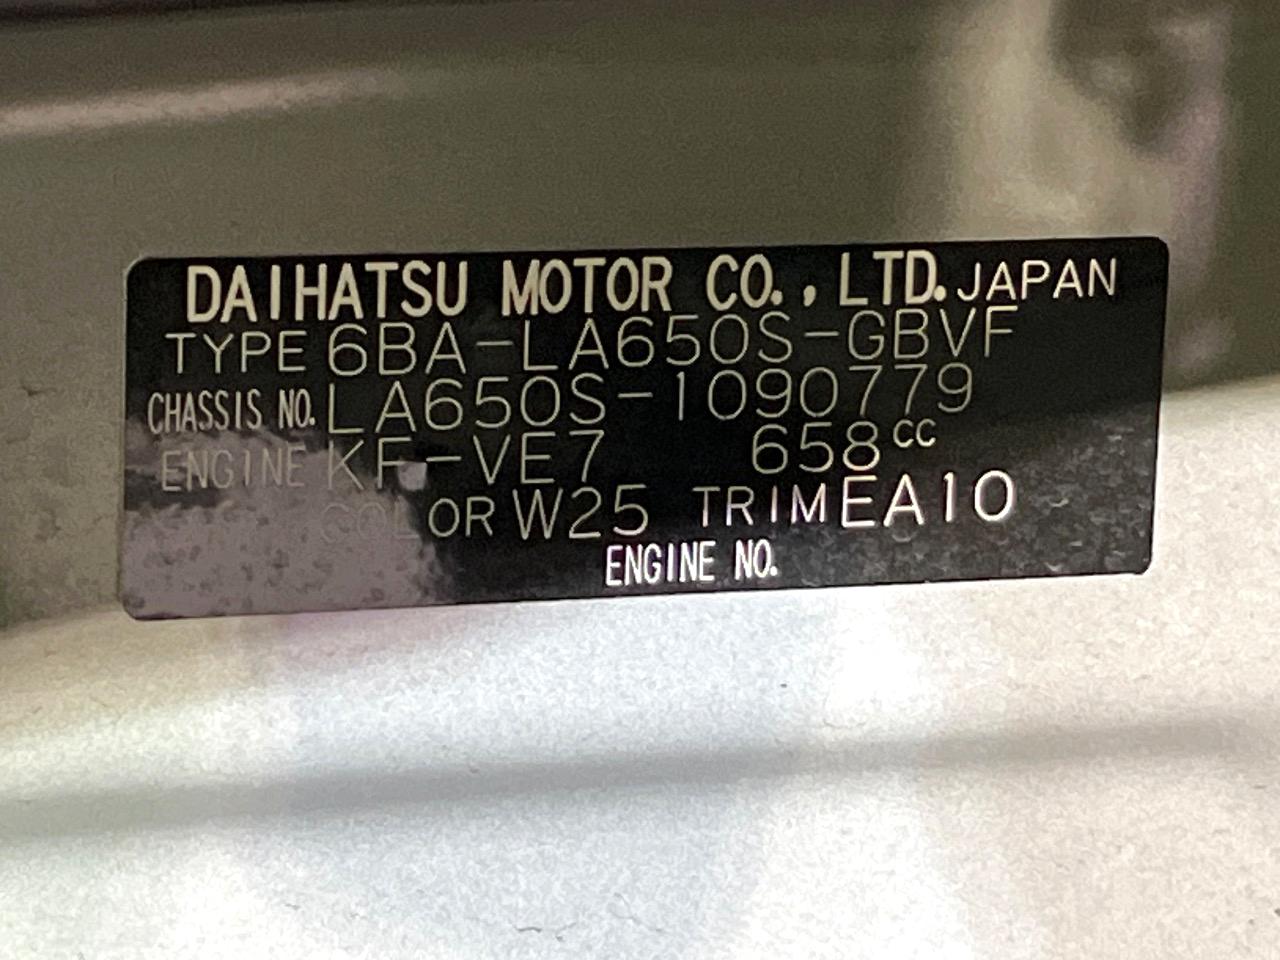 DAIHATSU MOTOR CO., LTD. JAPAN
TYPE 6BA-LA650S-GBVF
CHASSIS NO. LA650S-1090779
ENGINE KF-VE7 658cc
COLOR W25 TRIM EA10
ENGINE NO.